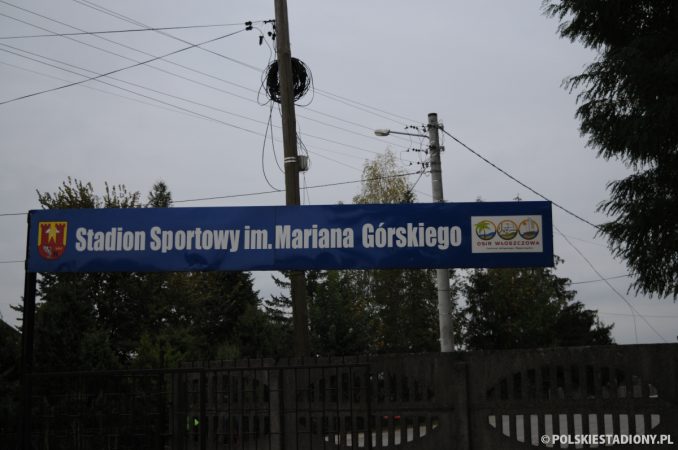 Stadion Sportowy im. Mariana Górskiego
OSIR WŁOSZCZOWA
©POLSKIESTADIONY.PL